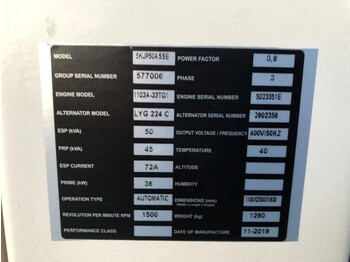 MODEL 5KJP50ASSB POWER FACTOR 0,8
GROUP SERIAL NUMBER 577006 PHASE 3
ENGINE MODEL 1103A-33TG1 ENGINE SERIAL NUMBER
ALTERNATOR MODEL LYG 224 C ALTERNATOR SERIAL NUMBER 2902358
ESP (kVA) 50 OUTPUT VOLTAGE / FREQUENCY 400V/50HZ
PRP (kVA) 45 TEMPERATURE 40
ESP CURRENT 72A ALTITUDE
PRIME (kW) 36 HUMIDITY
OPERATION TYPE AUTOMATIC DIMENSIONS (mm)
REVOLUTION PER MINUTE RPM 1500 WEIGHT (kg) 1290
PERFORMANCE CLASS DATE OF MANUFACTURE 11-2019